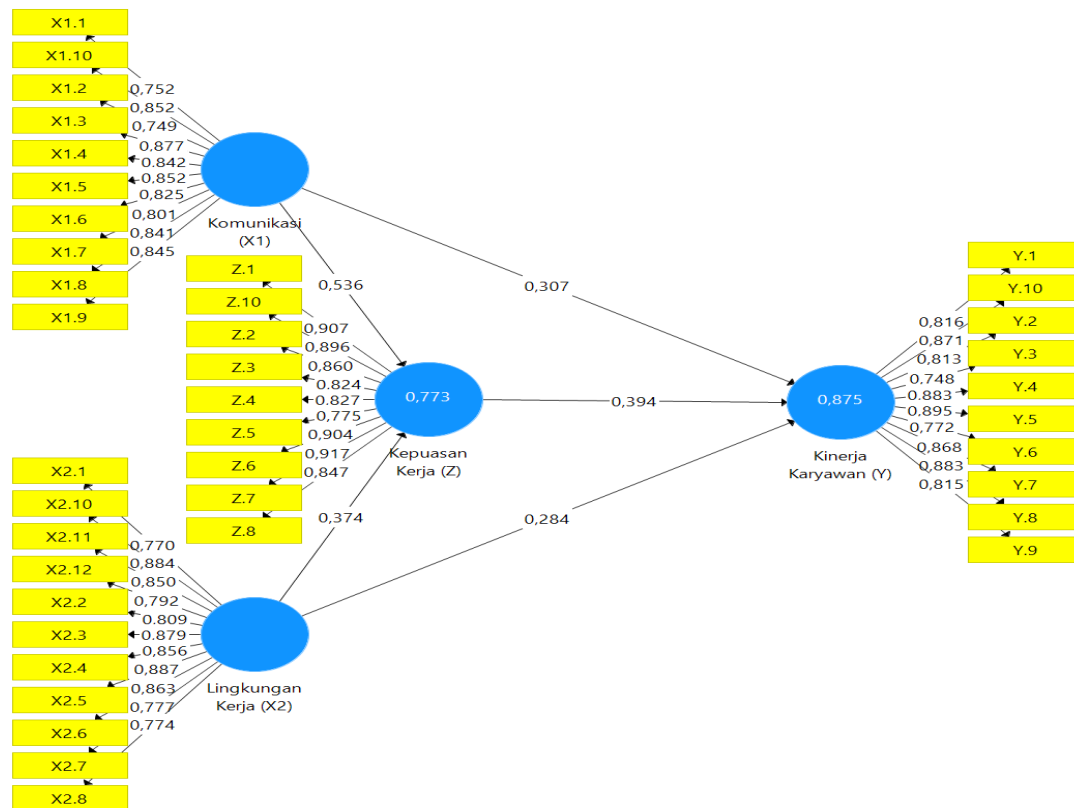 X1.1
X1.10
X1.2
X1.3
X1.4
X1.5
X1.6
X1.7
X1.8
X1.9
0,752
0,852
0,749
0,877
0,842
0,852
0,825
0,801
0,841
0,845
Komunikasi
(X1)
0,536
0,307
Z.1
Z.10
Z.2
Z.3
Z.4
Z.5
Z.6
Z.7
Z.8
0,907
0,896
0,860
0,824
0,827
0,775
0,904
0,917
0,847
0,773
Kepuasan
Kerja (Z)
0,394
0,374
0,284
X2.1
X2.10
X2.11
X2.12
X2.2
X2.3
X2.4
X2.5
X2.6
X2.7
X2.8
0,770
0,884
0,850
0,792
0,809
0,879
0,856
0,887
0,863
0,777
0,774
Lingkungan
Kerja (X2)
0,875
Kinerja
Karyawan (Y)
0,816
0,871
0,813
0,748
0,883
0,895
0,772
0,868
0,883
0,815
Y.1
Y.10
Y.2
Y.3
Y.4
Y.5
Y.6
Y.7
Y.8
Y.9